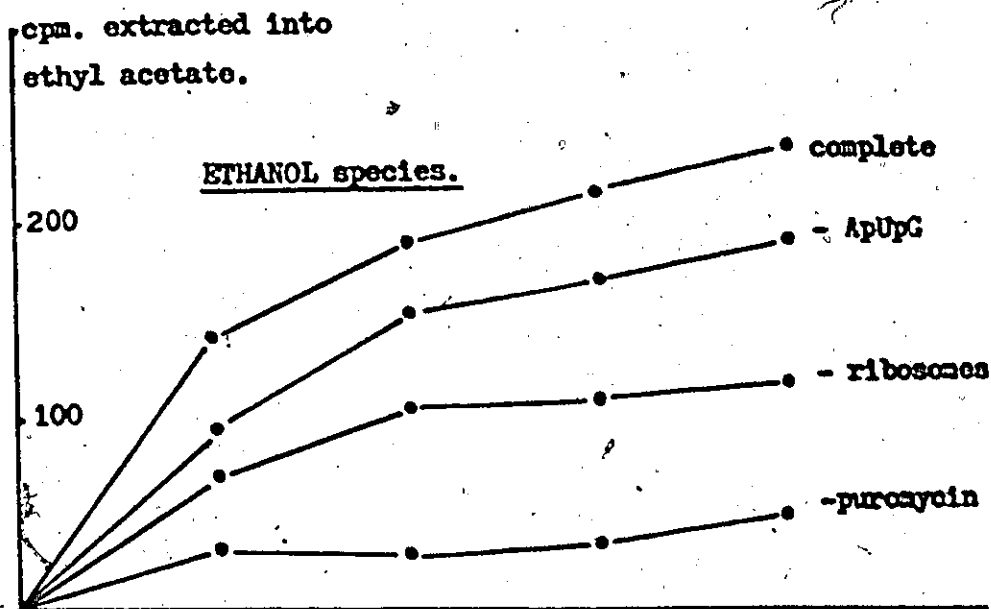 cpm. extracted into
ethyl acetate.
ETHANOL species.
complete
200
- ApUpG
- ribosomes
100
-puromycin